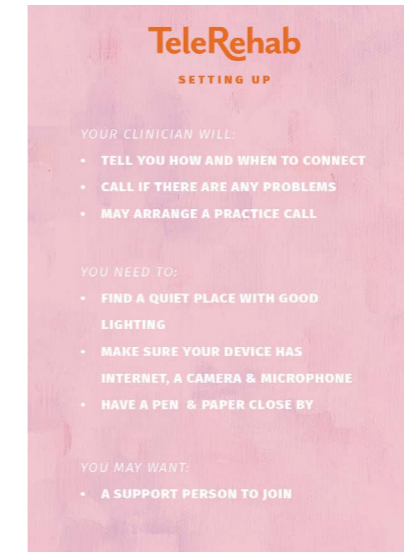 TeleRehab
SETTING UP
YOUR CLINICIAN WILL:
• TELL YOU HOW AND WHEN TO CONNECT
• CALL IF THERE ARE ANY PROBLEMS
• MAY ARRANGE A PRACTICE CALL
YOU NEED TO:
• FIND A QUIET PLACE WITH GOOD
LIGHTING
• MAKE SURE YOUR DEVICE HAS
INTERNET, A CAMERA & MICROPHONE
• HAVE A PEN & PAPER CLOSE BY
YOU MAY WANT:
• A SUPPORT PERSON TO JOIN